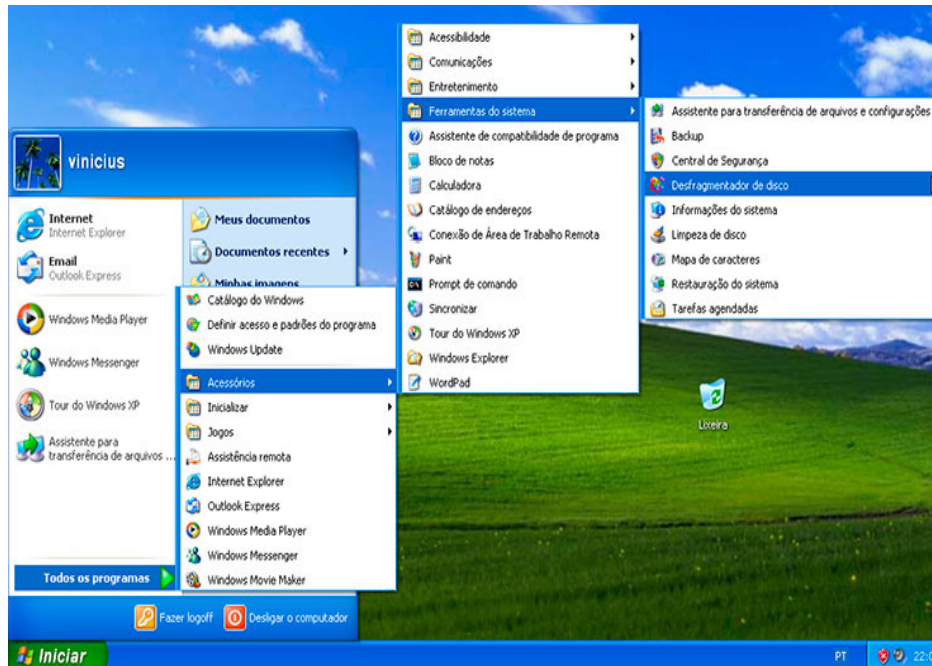 vinicius
Internet
Internet Explorer
Email
Outlook Express
Windows Media Player
Windows Messenger
Tour do Windows XP
Assistente para
transferência de arquivos ...
Todos os programas
Meus documentos
Documentos recentes
Minhas imagens
Catálogo do Windows
Definir acesso e padrões do programa
Windows Update
Acessórios
Inicializar
Jogos
Assistência remota
Internet Explorer
Outlook Express
Windows Media Player
Windows Messenger
Windows Movie Maker
Acessibilidade
Comunicações
Entretenimento
Ferramentas do sistema
Assistente de compatibilidade de programa
Bloco de notas
Calculadora
Catálogo de endereços
Conexão de Área de Trabalho Remota
Paint
Prompt de comando
Sincronizar
Tour do Windows XP
Windows Explorer
WordPad
Assistente para transferência de arquivos e configurações
Backup
Central de Segurança
Desfragmentador de disco
Informações do sistema
Limpeza de disco
Mapa de caracteres
Restauração do sistema
Tarefas agendadas
Lixeira
Fazer logoff
Desligar o computador
Iniciar
PT